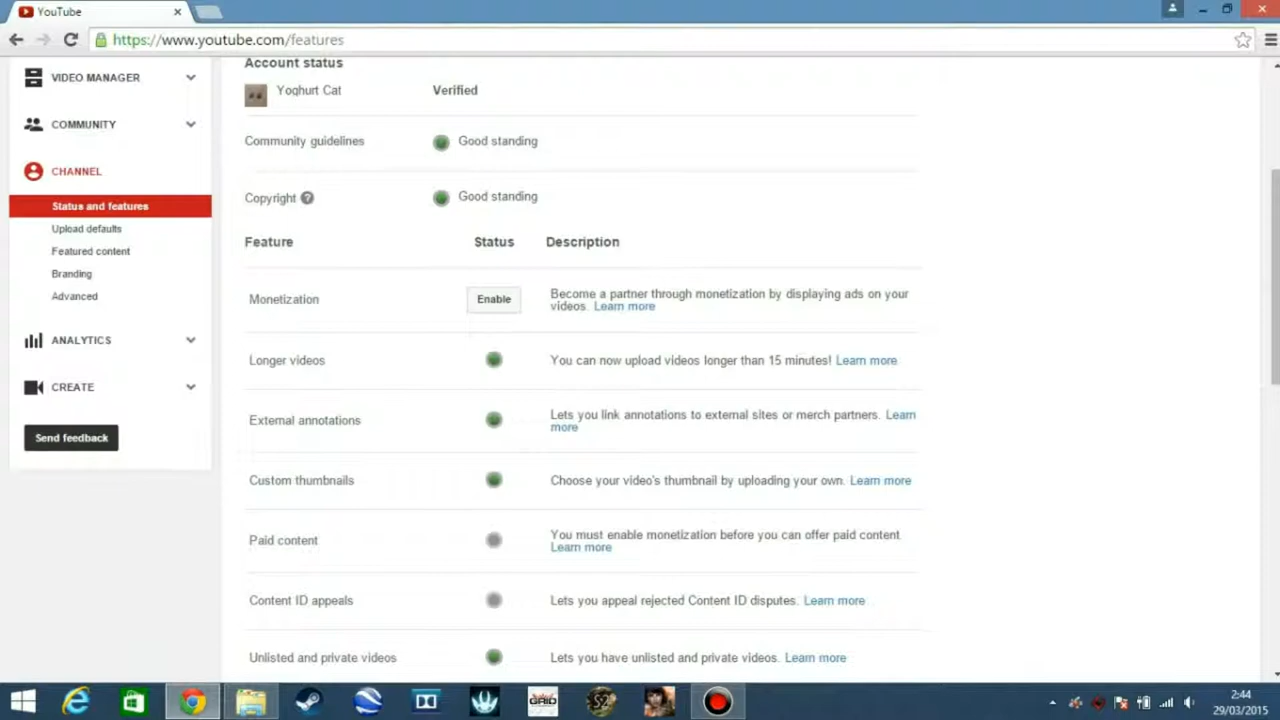 YouTube
https://www.youtube.com/features
VIDEO MANAGER
COMMUNITY
CHANNEL
Status and features
Upload defaults
Featured content
Branding
Advanced
ANALYTICS
CREATE
Send feedback
Account status
Yoghurt Cat
Verified
Community guidelines
Good standing
Copyright ?
Good standing
Feature Status Description
Monetization
Enable
Become a partner through monetization by displaying ads on your
videos. Learn more
Longer videos
You can now upload videos longer than 15 minutes! Learn more
External annotations
Lets you link annotations to external sites or merch partners. Learn
more
Custom thumbnails
Choose your video's thumbnail by uploading your own. Learn more
Paid content
You must enable monetization before you can offer paid content
Learn more
Content ID appeals
Lets you appeal rejected Content ID disputes. Learn more
Unlisted and private videos
Lets you have unlisted and private videos. Learn more
GRID
2:44
29/03/2015